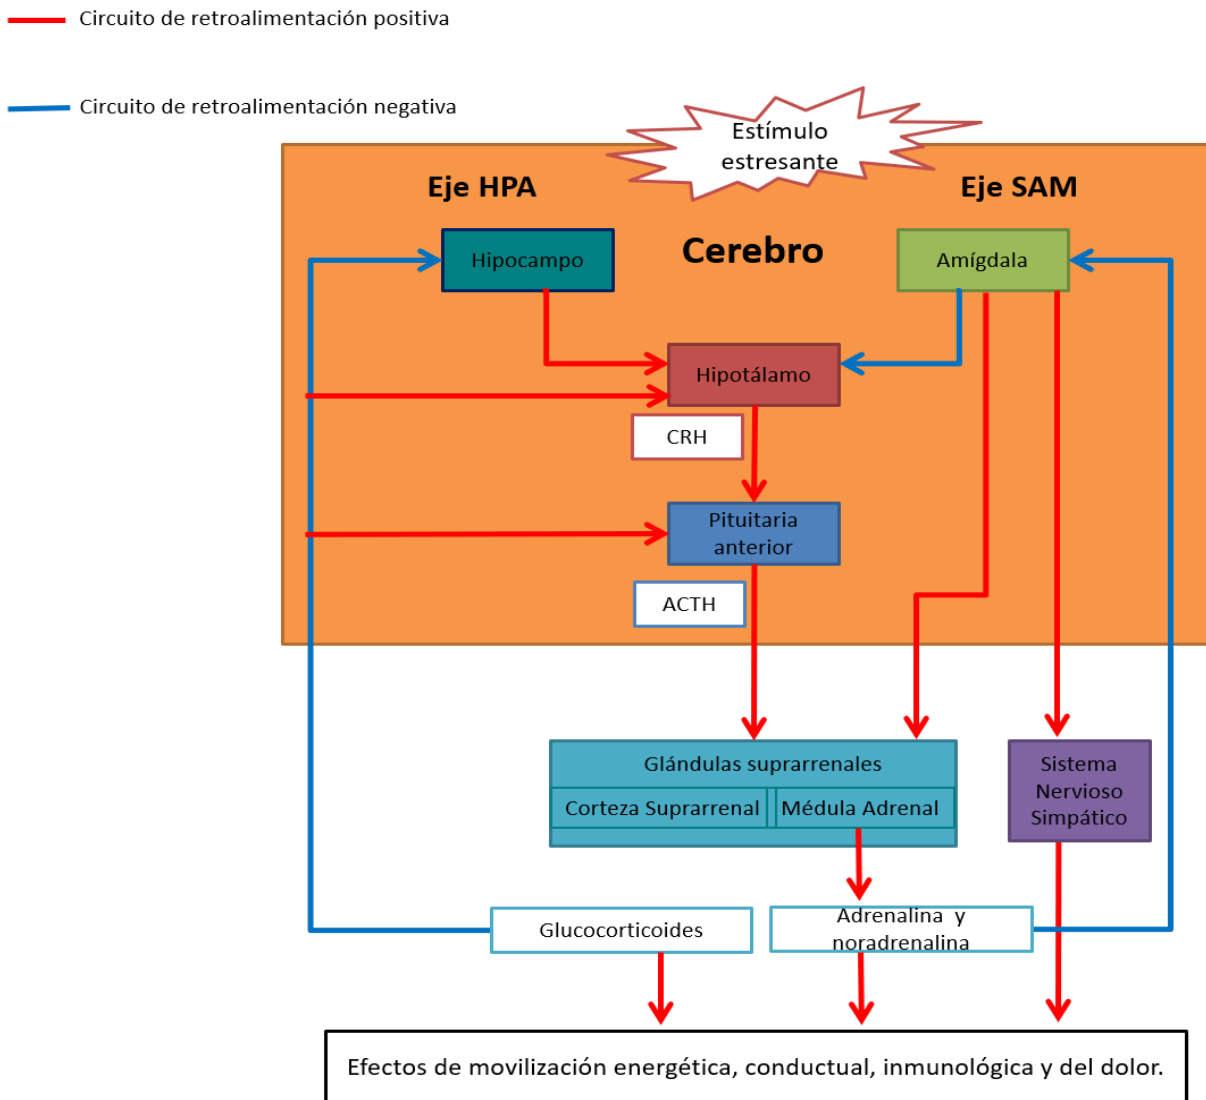 Circuito de retroalimentación positiva
Circuito de retroalimentación negativa
Estímulo
estresante
Eje HPA
Eje SAM
Cerebro
Hipocampo
Amígdala
Hipotálamo
CRH
Pituitaria
anterior
ACTH
Glándulas suprarrenales
Corteza Suprarrenal
Médula Adrenal
Sistema
Nervioso
Simpático
Glucocorticoides
Adrenalina y
noradrenalina
Efectos de movilización energética, conductual, inmunológica y del dolor.